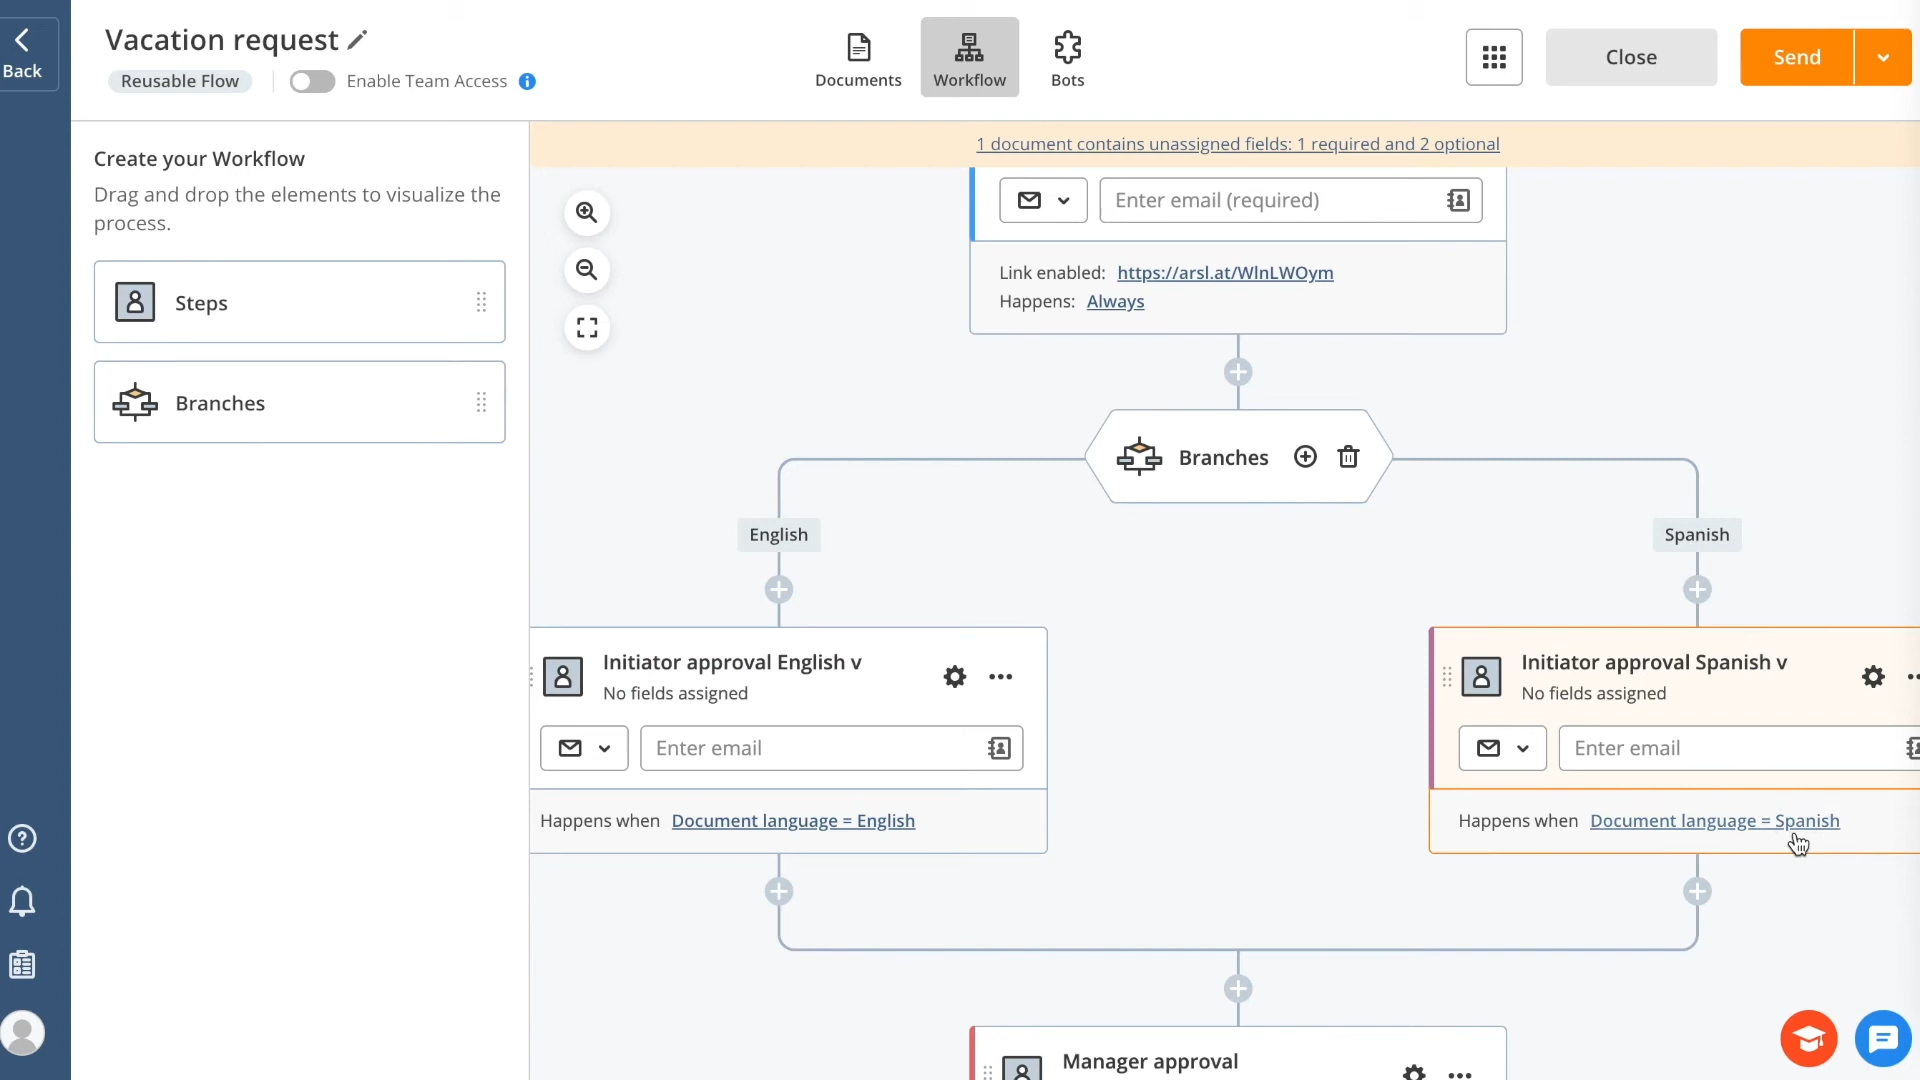 Back
Vacation request
Reusable Flow
Enable Team Access
Documents
Workflow
Bots
Close
Send
Create your Workflow
Drag and drop the elements to visualize the
process.
Steps
Branches
1 document contains unassigned fields: 1 required and 2 optional
Enter email (required)
Link enabled: https://arsl.at/WlnLWOym
Happens: Always
Branches
English
Spanish
Initiator approval English v
No fields assigned
Enter email
Happens when Document language = English
Initiator approval Spanish v
No fields assigned
Enter email
Happens when Document language = Spanish
Manager approval